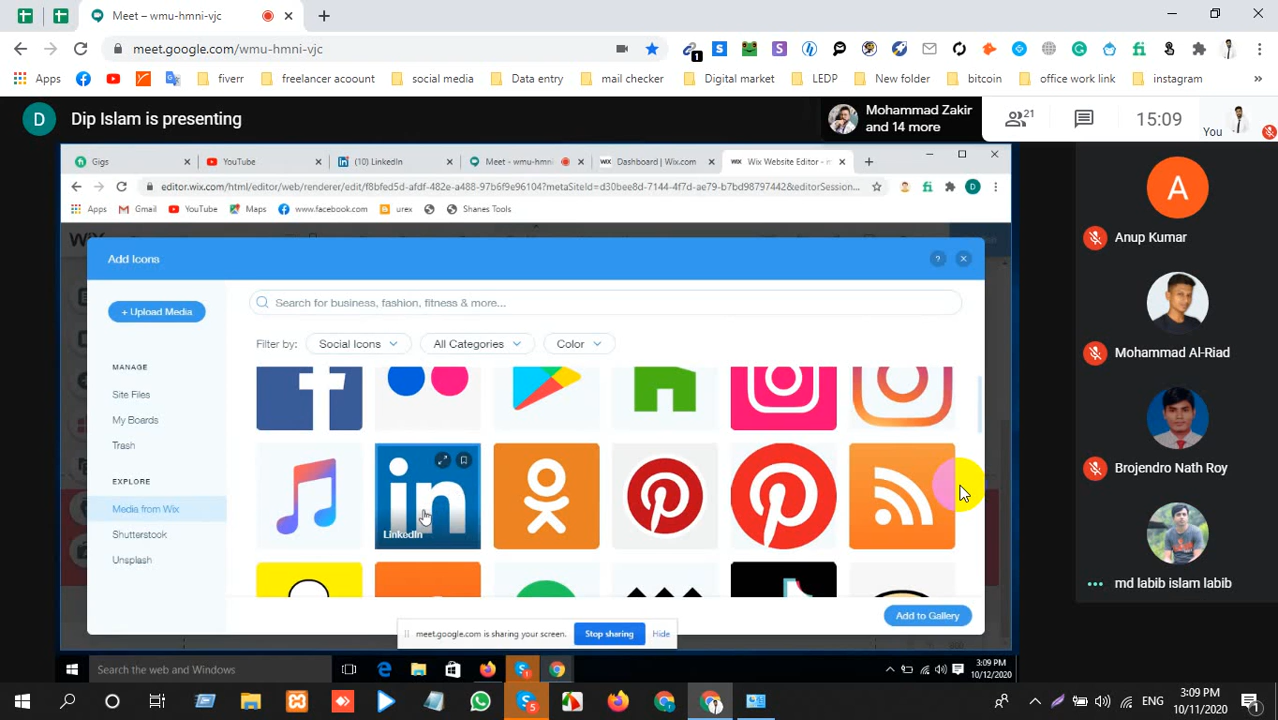 Meet – wmu-hmni-vjc
meet.google.com/wmu-hmni-vjc
1
Apps
fiverr
freelancer acoount
social media
Data entry
mail checker
Digital market
LEDP
New folder
bitcoin
office work link
instagram
D
Dip Islam is presenting
Mohammad Zakir
and 14 more
21
15:09
You
Gigs
YouTube
(10) LinkedIn
Meet - wmu-hmni
Dashboard | Wix.com
Wix Website Editor - m
editor.wix.com/html/editor/web/renderer/edit/f8bfed5d-afdf-482e-a488-97b6f9e96104?metaSiteId=d30bee8d-7144-4f7d-ae79-b7bd98797442&editorSession...
D
Apps
Gmail
YouTube
Maps
www.facebook.com
urex
Shanes Tools
WiX
Add Icons
?
+ Upload Media
Search for business, fashion, fitness & more...
Filter by:
Social Icons
All Categories
Color
MANAGE
Site Files
My Boards
Trash
EXPLORE
Media from Wix
Shutterstock
Unsplash
in
LinkedIn
Add to Gallery
meet.google.com is sharing your screen.
Stop sharing
Hide
A
Anup Kumar
Mohammad Al-Riad
Brojendro Nath Roy
md labib islam labib
Search the web and Windows
3:09 PM
10/12/2020
5
ENG
3:09 PM
10/11/2020